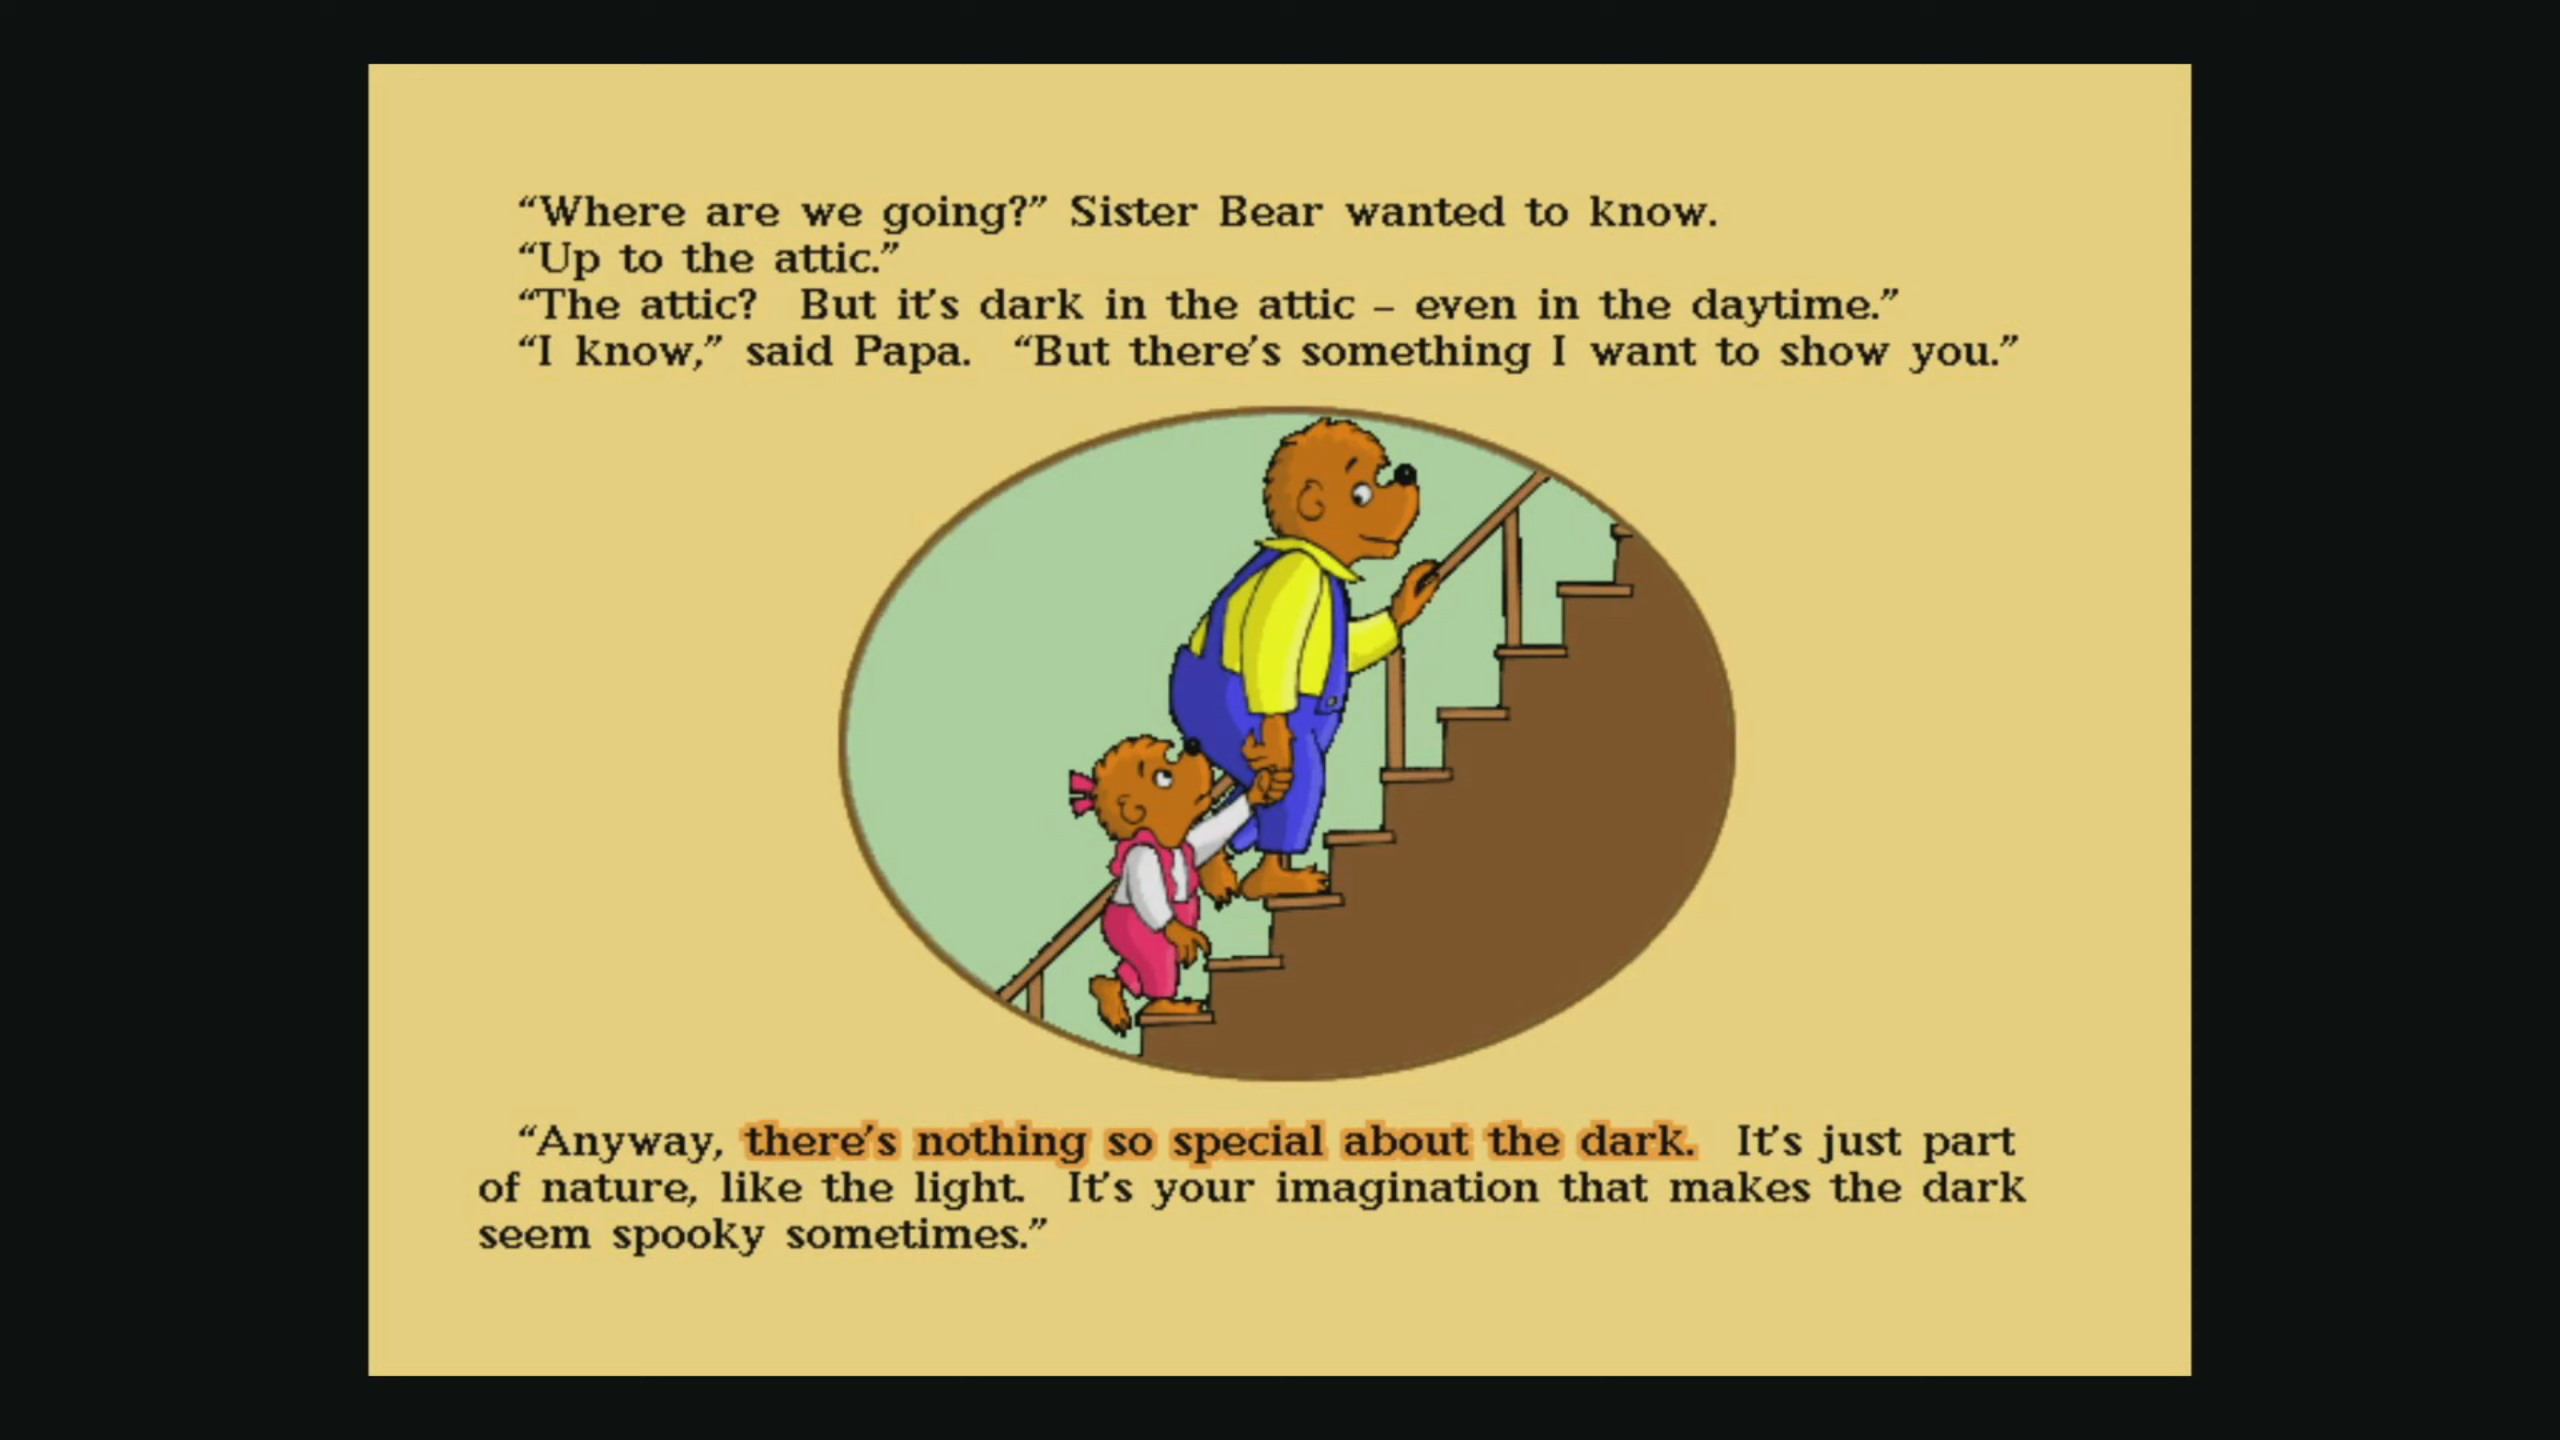 “Where are we going?” Sister Bear wanted to know.
“Up to the attic.”
“The attic?  But it’s dark in the attic – even in the daytime.”
“I know,” said Papa.  “But there’s something I want to show you.”
“Anyway, there’s nothing so special about the dark.  It’s just part
of nature, like the light.  It’s your imagination that makes the dark
seem spooky sometimes.”